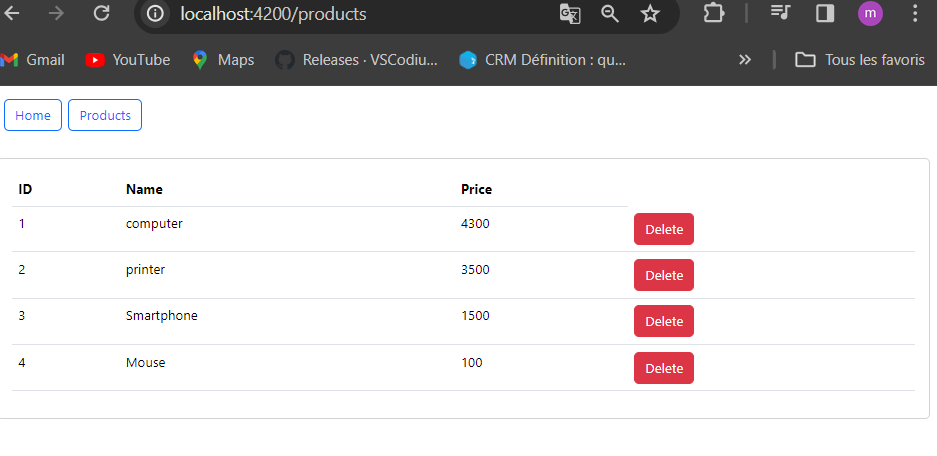 localhost:4200/products
m
Gmail YouTube Maps Releases · VSCodiu... CRM Définition : qu... » Tous les favoris
Home Products
ID Name Price
1 computer 4300 Delete
2 printer 3500 Delete
3 Smartphone 1500 Delete
4 Mouse 100 Delete